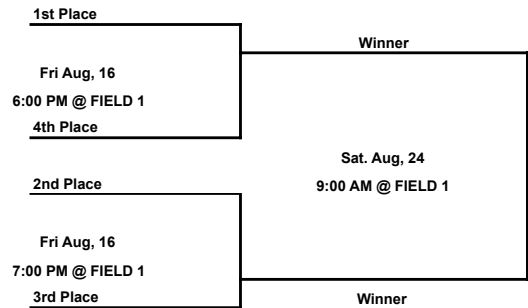 1st Place
Winner
Fri Aug, 16
6:00 PM @ FIELD 1
4th Place
Sat. Aug, 24
9:00 AM @ FIELD 1
2nd Place
Fri Aug, 16
7:00 PM @ FIELD 1
3rd Place
Winner